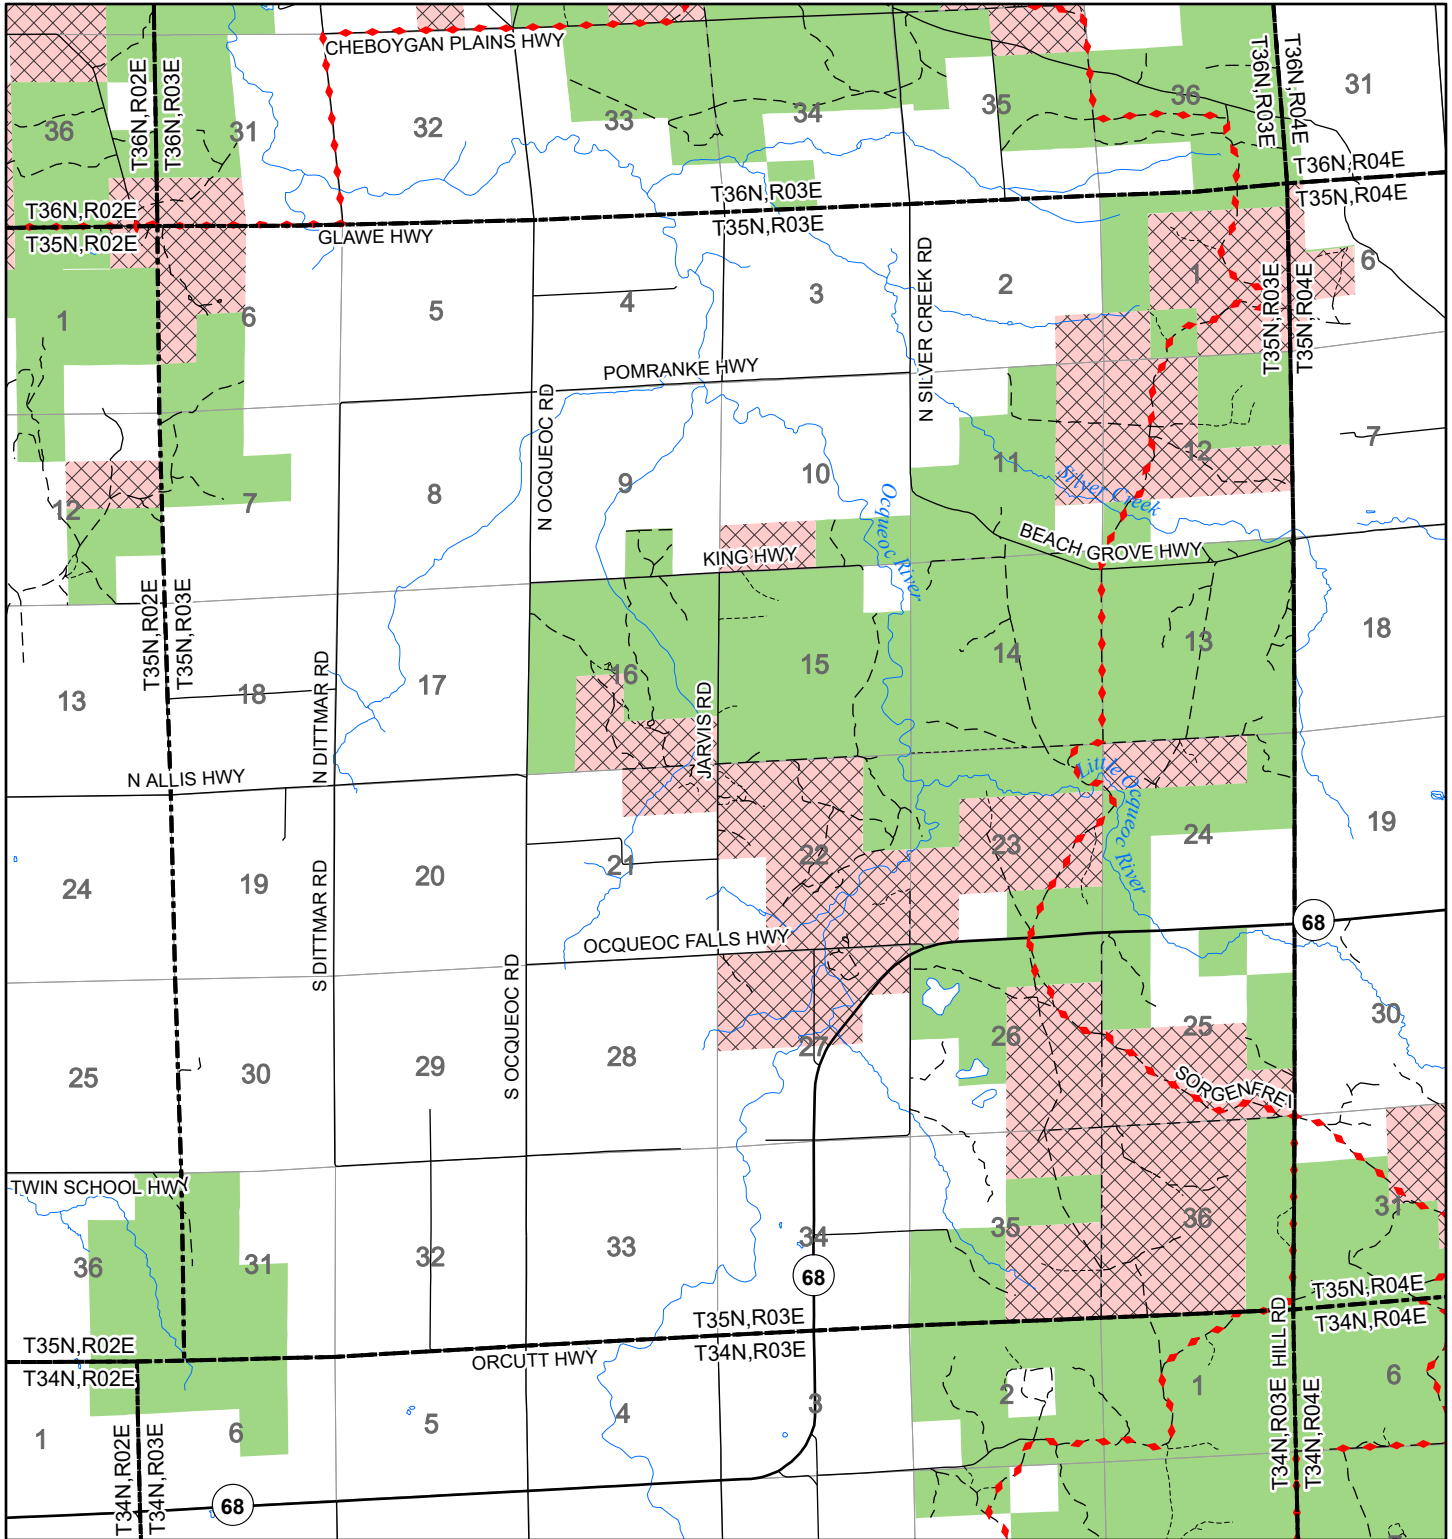 CHEBOYGAN PLAINS HWY
T36N,R02E
T36N,R03E
T36N,R03E
T36N,R04E
36
31
32
33
34
35
36
31
T36N,R02E
T35N,R02E
T36N,R03E
T35N,R03E
T36N,R04E
T35N,R04E
GLAWE HWY
N SILVER CREEK RD
1
6
5
4
3
2
1
6
T35N,R03E
T35N,R04E
POMRANKE HWY
N OCQUEOC RD
12
7
8
9
10
11
12
7
Silver Creek
Ocqueoc River
KING HWY
BEACH GROVE HWY
T35N,R02E
T35N,R03E
13
18
17
16
15
14
13
18
N DITTMAR RD
JARVIS RD
N ALLIS HWY
Little Ocqueoc River
24
19
20
21
22
23
24
19
S DITTMAR RD
OCQUEOC FALLS HWY
68
S OCQUEOC RD
25
30
29
28
27
26
25
30
SORGENFREI
TWIN SCHOOL HWY
36
31
32
33
34
35
36
31
68
T35N,R02E
T34N,R02E
T35N,R03E
T34N,R03E
T35N,R04E
T34N,R04E
ORCUTT HWY
HILL RD
1
6
5
4
3
2
1
6
T34N,R02E
T34N,R03E
T34N,R03E
T34N,R04E
68